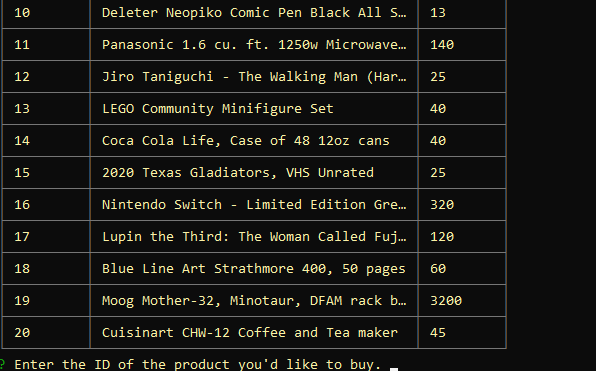 10 Deleter Neopiko Comic Pen Black All S… 13
11 Panasonic 1.6 cu. ft. 1250w Microwave… 140
12 Jiro Taniguchi - The Walking Man (Har… 25
13 LEGO Community Minifigure Set 40
14 Coca Cola Life, Case of 48 12oz cans 40
15 2020 Texas Gladiators, VHS Unrated 25
16 Nintendo Switch - Limited Edition Gre… 320
17 Lupin the Third: The Woman Called Fuj… 120
18 Blue Line Art Strathmore 400, 50 pages 60
19 Moog Mother-32, Minotaur, DFAM rack b… 3200
20 Cuisinart CHW-12 Coffee and Tea maker 45
? Enter the ID of the product you'd like to buy.